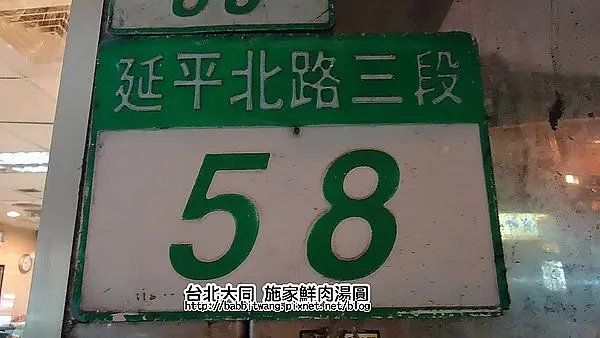 延平北路三段
58
台北大同 施家鮮肉湯圓
http://babbitwang.pixnet.net/blog